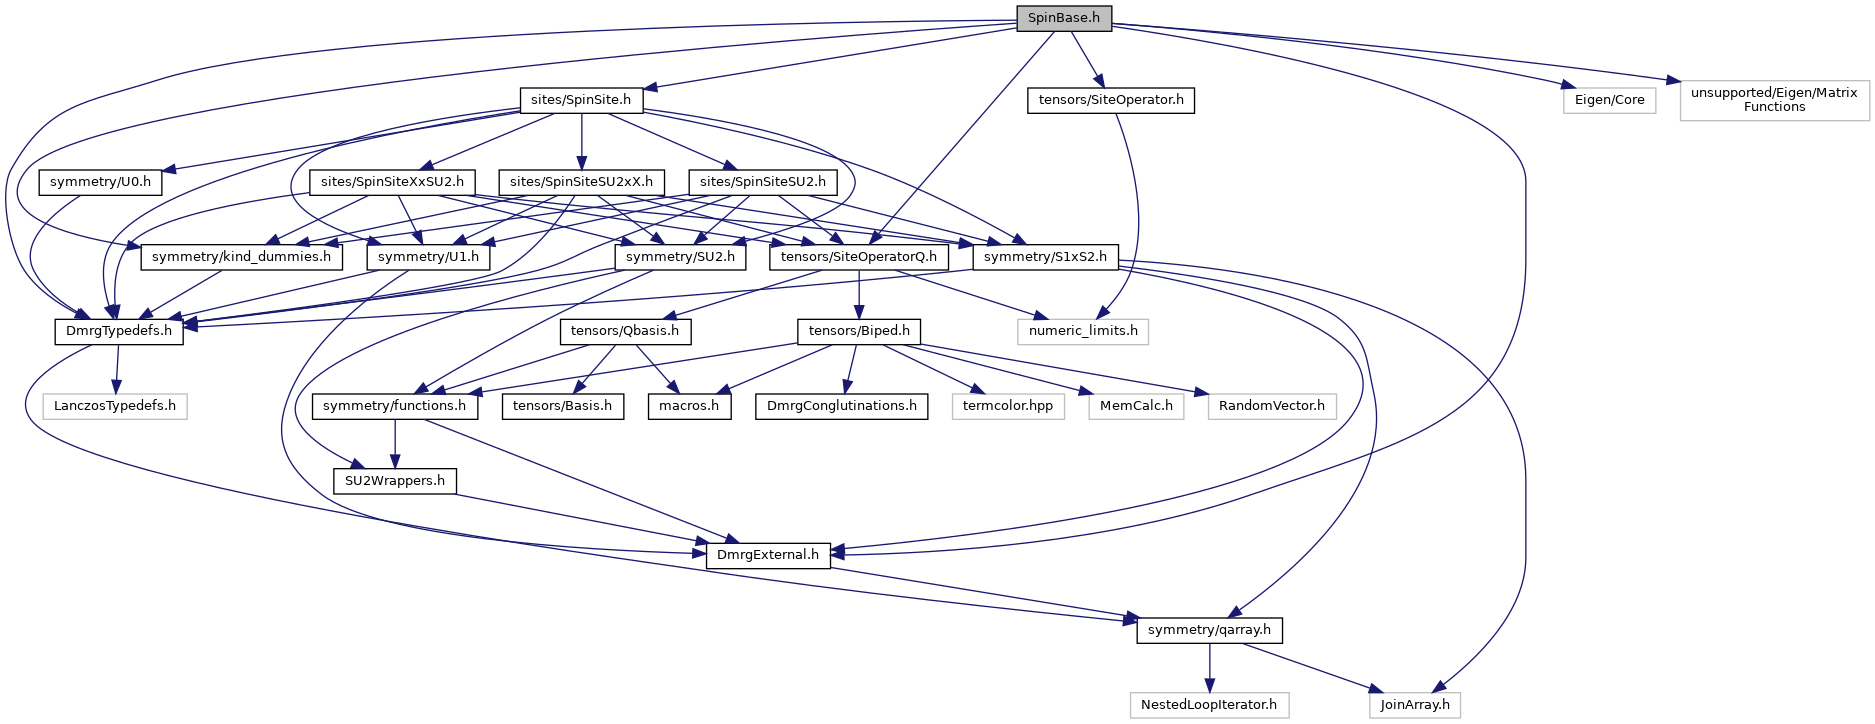 SpinBase.h
sites/SpinSite.h
tensors/SiteOperator.h
Eigen/Core
unsupported/Eigen/Matrix
Functions
symmetry/U0.h
sites/SpinSiteXxSU2.h
sites/SpinSiteSU2xX.h
sites/SpinSiteSU2.h
symmetry/kind_dummies.h
symmetry/U1.h
symmetry/SU2.h
tensors/SiteOperatorQ.h
symmetry/S1xS2.h
DmrgTypedefs.h
tensors/Qbasis.h
tensors/Biped.h
numeric_limits.h
LanczosTypedefs.h
symmetry/functions.h
tensors/Basis.h
macros.h
DmrgConglutinations.h
termcolor.hpp
MemCalc.h
RandomVector.h
SU2Wrappers.h
DmrgExternal.h
symmetry/qarray.h
NestedLoopIterator.h
JoinArray.h